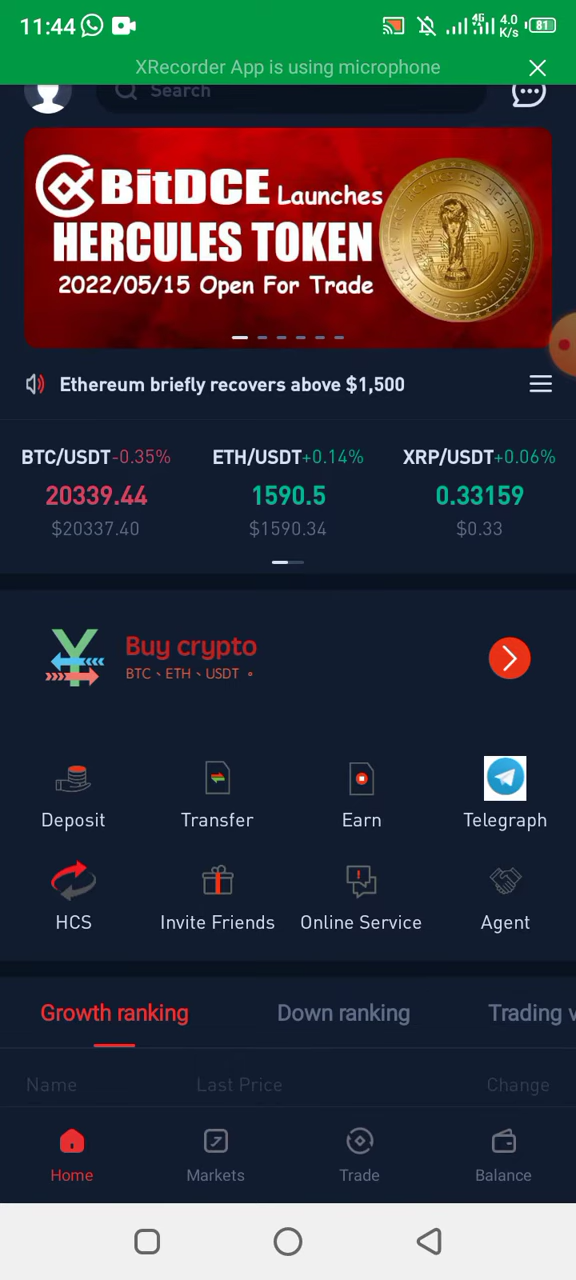 11:44
4G
4.0
K/s
81
XRecorder App is using microphone
Search
BitDCE Launches
HERCULES TOKEN
2022/05/15 Open For Trade
Ethereum briefly recovers above $1,500
BTC/USDT-0.35% ETH/USDT+0.14% XRP/USDT+0.06%
20339.44 1590.5 0.33159
$20337.40 $1590.34 $0.33
Buy crypto
BTC、ETH、USDT 。
Deposit Transfer Earn Telegraph
HCS Invite Friends Online Service Agent
Growth ranking Down ranking Trading v
Name Last Price Change
Home Markets Trade Balance